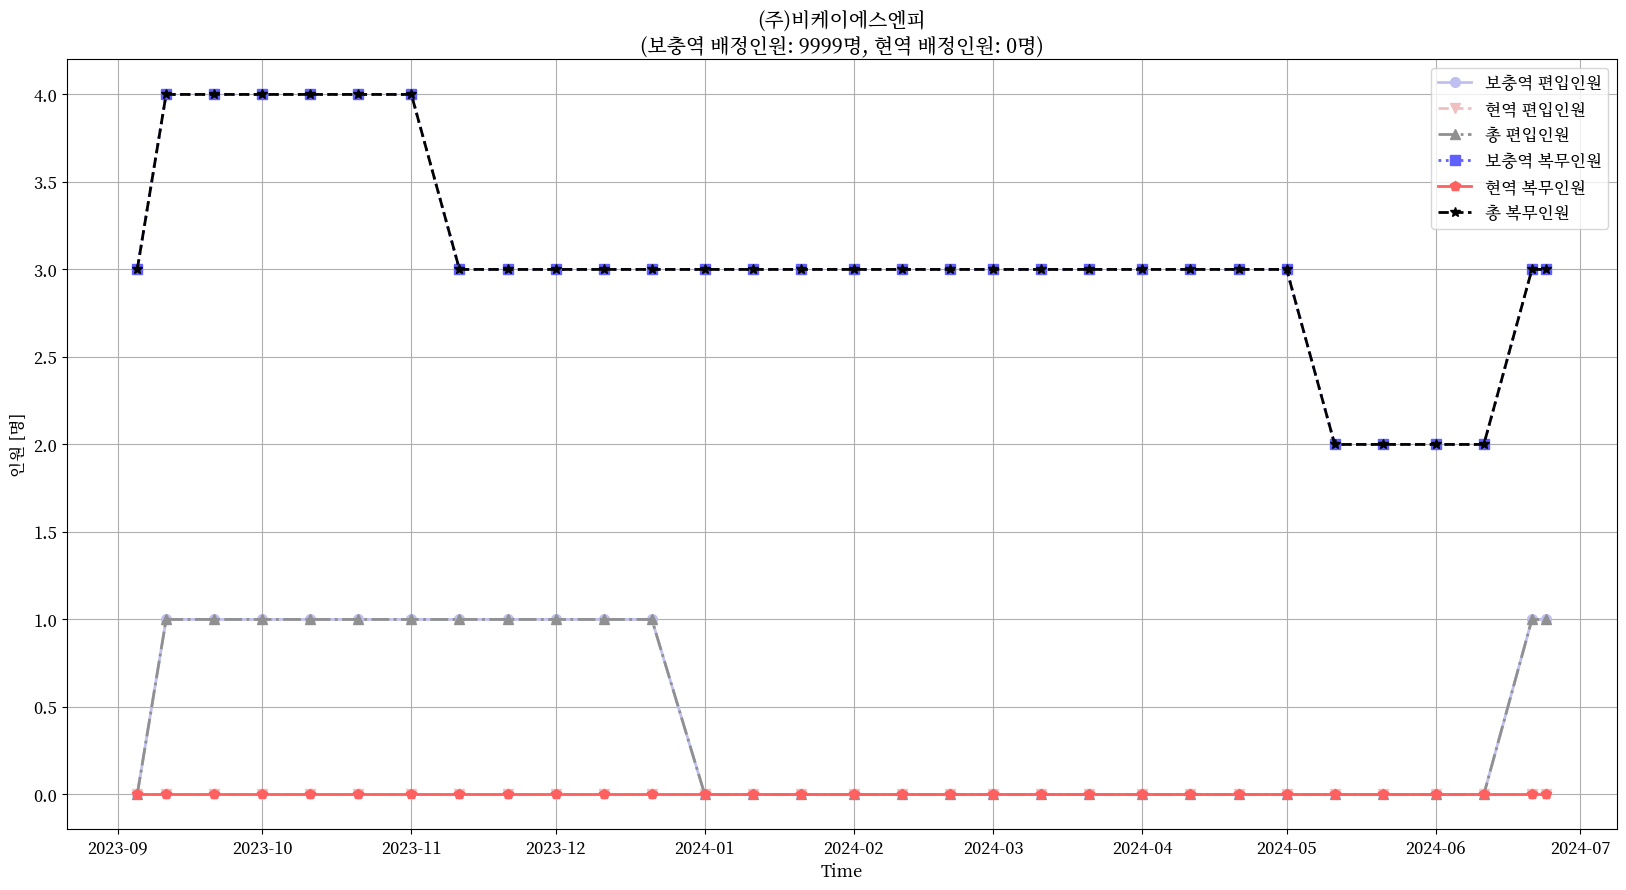 (주)비케이에스엔피
(보충역 배정인원: 9999명, 현역 배정인원: 0명)
보충역 편입인원
현역 편입인원
총 편입인원
보충역 복무인원
현역 복무인원
총 복무인원
인원 [명]
4.0
3.5
3.0
2.5
2.0
1.5
1.0
0.5
0.0
2023-09 2023-10 2023-11 2023-12 2024-01 2024-02 2024-03 2024-04 2024-05 2024-06 2024-07
Time